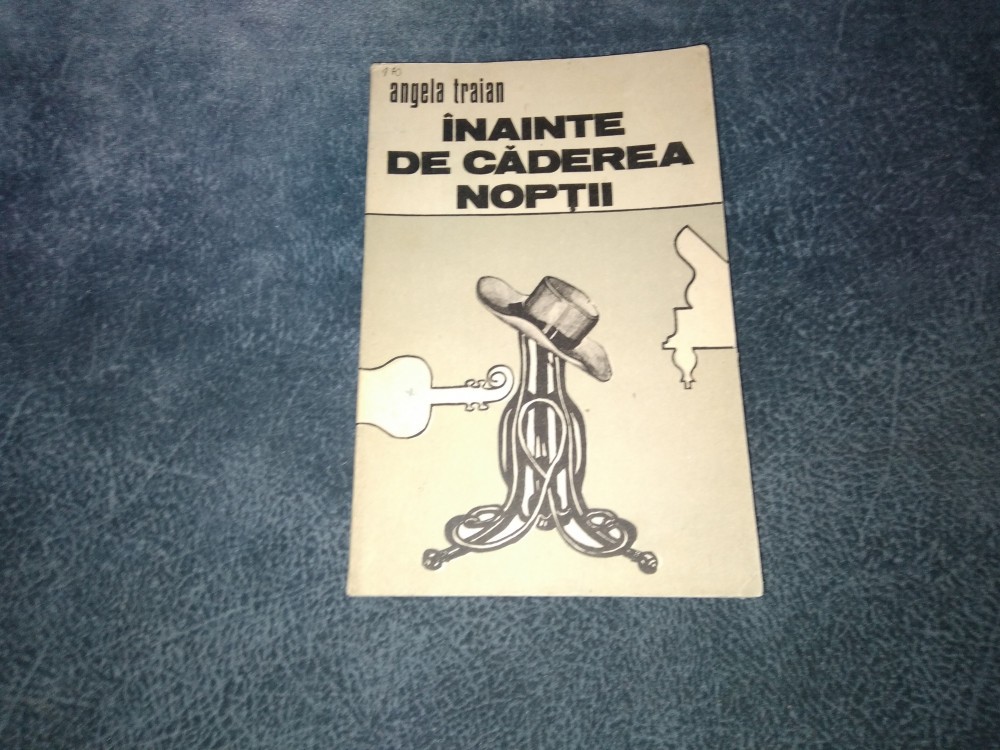 angela traian
ÎNAINTE
DE CĂDEREA
NOPȚII